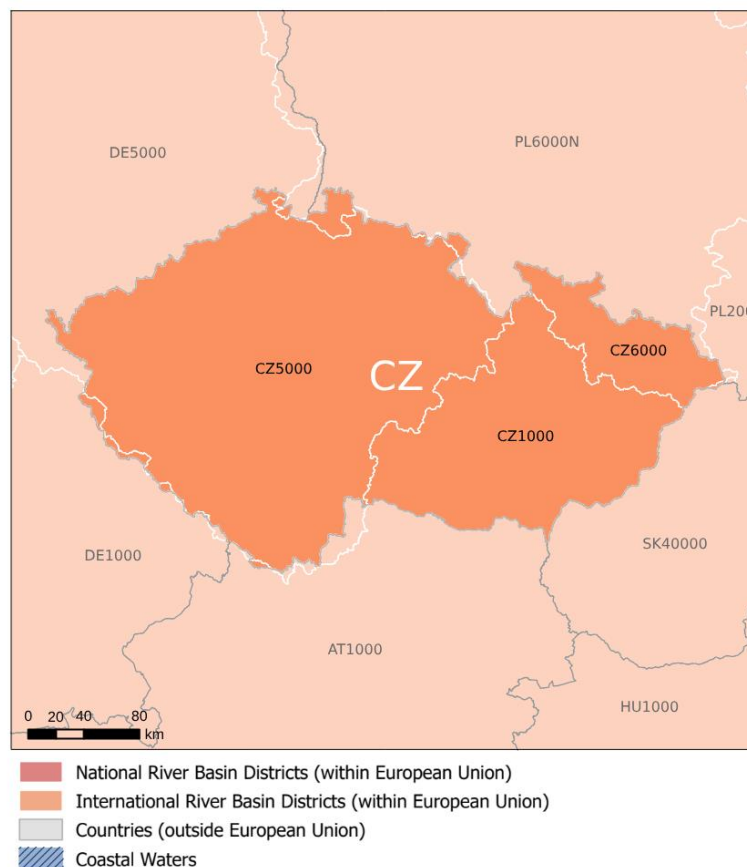 DE5000
PL6000N
PL200
CZ6000
CZ5000
CZ
CZ1000
DE1000
SK40000
AT1000
HU1000
0 20 40 80
km
National River Basin Districts (within European Union)
International River Basin Districts (within European Union)
Countries (outside European Union)
Coastal Waters